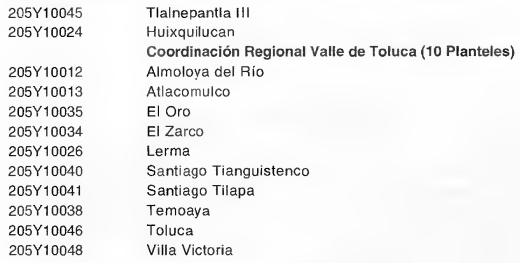 205Y10045 Tlalnepantla III
205Y10024 Huixquilucan
Coordinación Regional Valle de Toluca (10 Planteles)
205Y10012 Almoloya del Río
205Y10013 Atlacomulco
205Y10035 El Oro
205Y10034 El Zarco
205Y10026 Lerma
205Y10040 Santiago Tianguistenco
205Y10041 Santiago Tilapa
205Y10038 Temoaya
205Y10046 Toluca
205Y10048 Villa Victoria